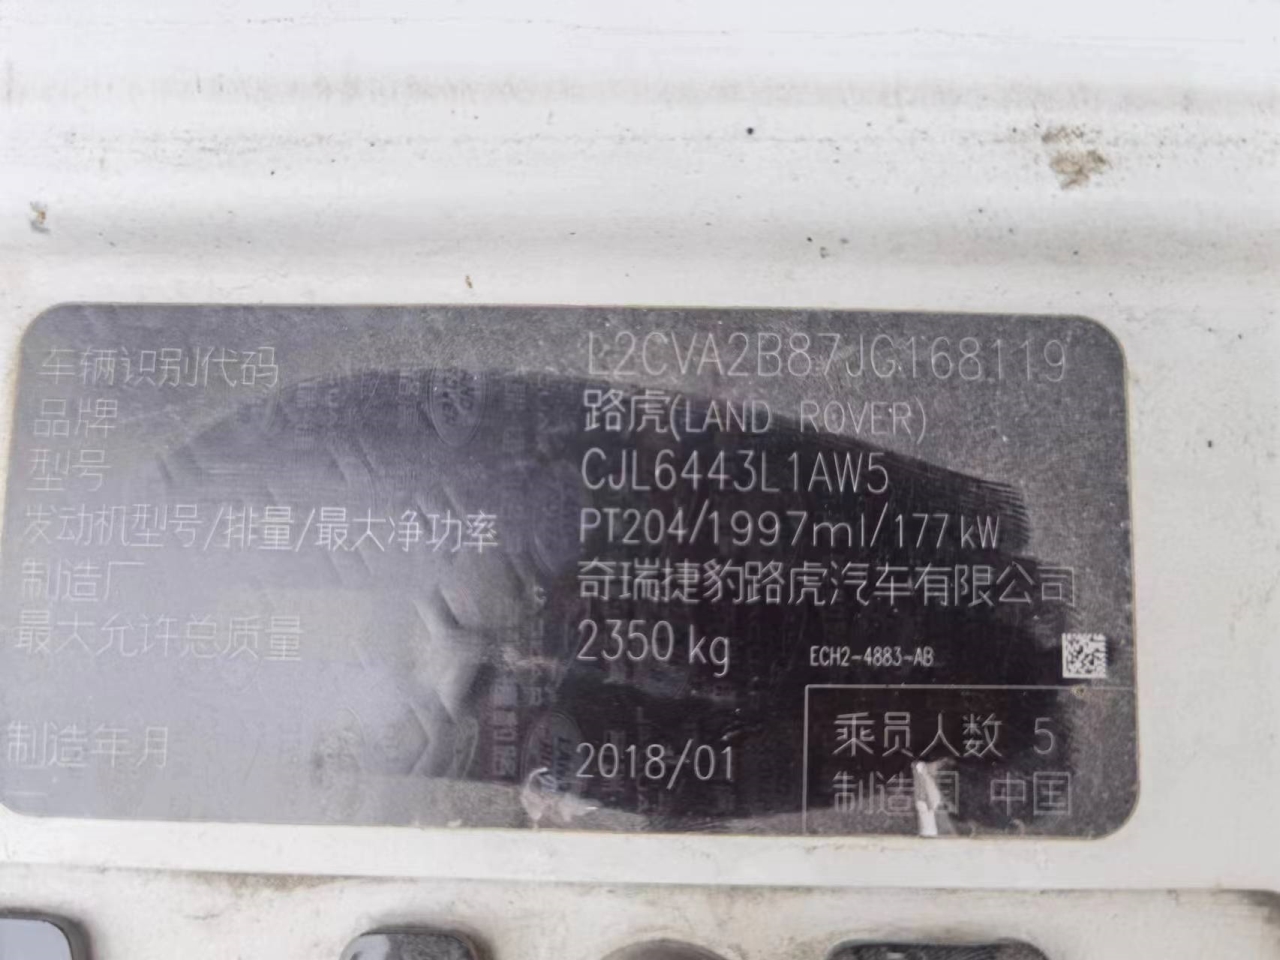 车辆识别代码 L2CVA2B87JG168119
品牌 路虎(LAND ROVER)
型号 CJL6443L1AW5
发动机型号/排量/最大净功率 PT204/1997ml/177kW
制造厂 奇瑞捷豹路虎汽车有限公司
最大允许总质量 2350kg ECH2-4883-AB
制造年月 2018/01
乘员人数 5
制造国 中国